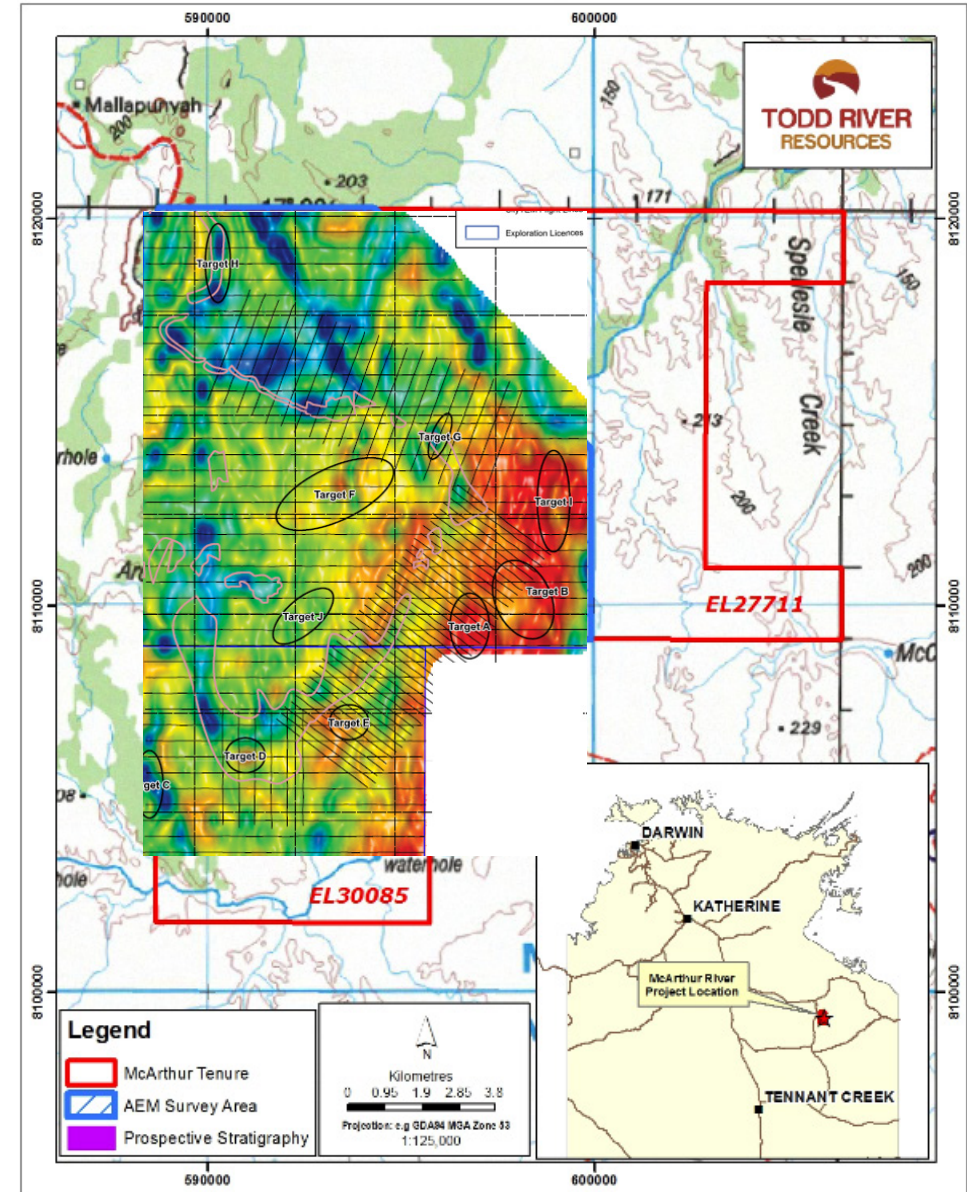 590000
600000
Mallapunyah
200
203
150
TODD RIVER
RESOURCES
8120000
171
8120000
Exploration Licences
Target H
Spellesie
Creek
150
213
Target G
Target F
Target I
200
200
Target B
Target J
Target A
EL27711
8110000
8110000
McC
229
Target E
Target D
get C
waterhole
hole
EL30085
DARWIN
KATHERINE
McArthur River
Project Location
TENNANT CREEK
8100000
8100000
Legend
McArthur Tenure
AEM Survey Area
Prospective Stratigraphy
N
Kilometres
0 0.95 1.9 2.85 3.8
Projection: e.g GDA94 MGA Zone 53
1:125,000
590000
600000